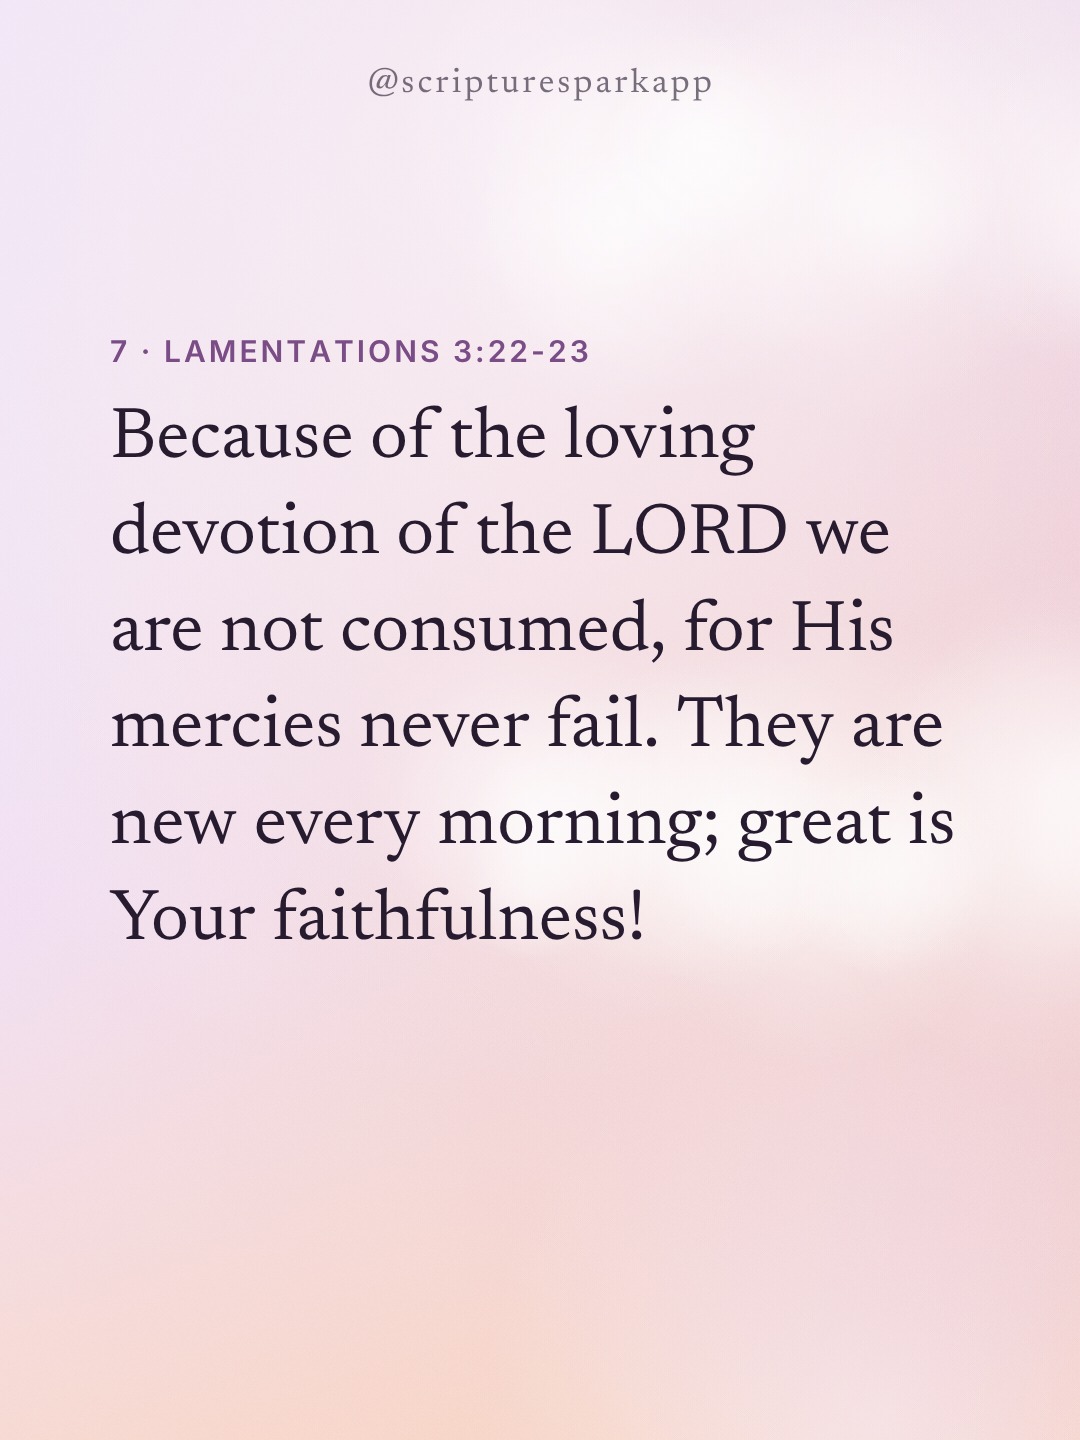 @scripturesparkapp
7 · LAMENTATIONS 3:22-23
Because of the loving
devotion of the LORD we
are not consumed, for His
mercies never fail. They are
new every morning; great is
Your faithfulness!